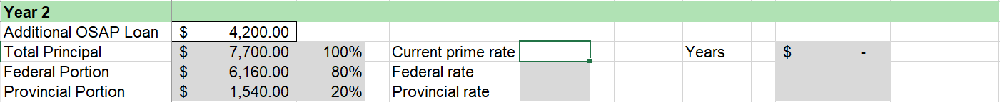 Year 2
Additional OSAP Loan $ 4,200.00
Total Principal $ 7,700.00 100% Current prime rate Years $ -
Federal Portion $ 6,160.00 80% Federal rate
Provincial Portion $ 1,540.00 20% Provincial rate